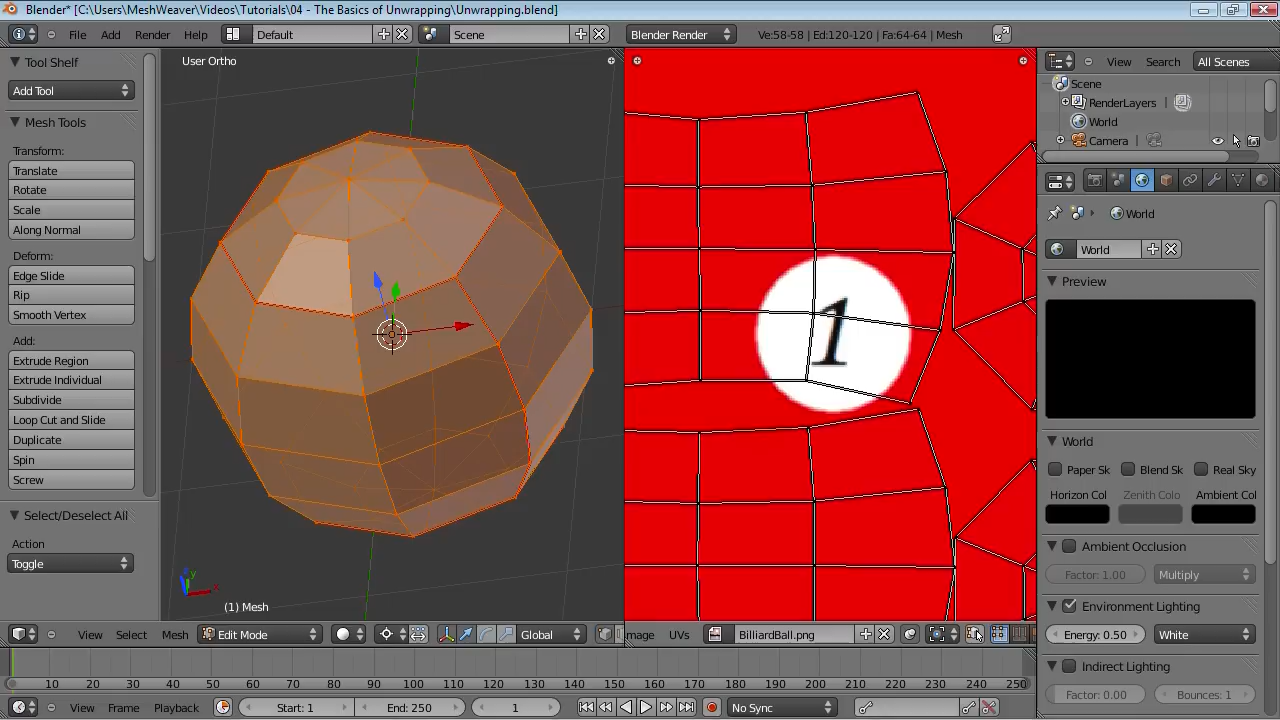 Blender* [C:\Users\MeshWeaver\Videos\Tutorials\04 - The Basics of Unwrapping\Unwrapping.blend]
File Add Render Help Default Scene Blender Render Ve:58-58 | Ed:120-120 | Fa:64-64 | Mesh
Tool Shelf
Add Tool
Mesh Tools
Transform:
Translate
Rotate
Scale
Along Normal
Deform:
Edge Slide
Rip
Smooth Vertex
Add:
Extrude Region
Extrude Individual
Subdivide
Loop Cut and Slide
Duplicate
Spin
Screw
Select/Deselect All
Action
Toggle
User Ortho
z y x
(1) Mesh
View Select Mesh Edit Mode Global
1
mage UVs BilliardBall.png
View Search All Scenes
Scene
RenderLayers
World
Camera
World
World
Preview
World
Paper Sk Blend Sk Real Sky
Horizon Col Zenith Colo Ambient Col
Ambient Occlusion
Factor: 1.00 Multiply
Environment Lighting
Energy: 0.50 White
Indirect Lighting
Factor: 0.00 Bounces: 1
10 20 30 40 50 60 70 80 90 100 110 120 130 140 150 160 170 180 190 200 210 220 230 240 250
View Frame Playback Start: 1 End: 250 1 No Sync